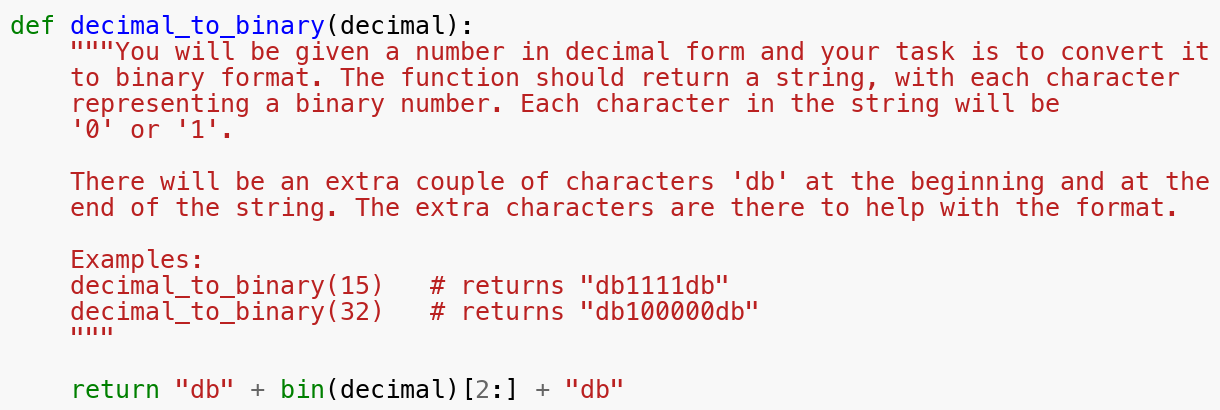 def decimal_to_binary(decimal):
    """You will be given a number in decimal form and your task is to convert it
    to binary format. The function should return a string, with each character
    representing a binary number. Each character in the string will be
    '0' or '1'.

    There will be an extra couple of characters 'db' at the beginning and at the
    end of the string. The extra characters are there to help with the format.

    Examples:
    decimal_to_binary(15)   # returns "db1111db"
    decimal_to_binary(32)   # returns "db100000db"
    """

    return "db" + bin(decimal)[2:] + "db"